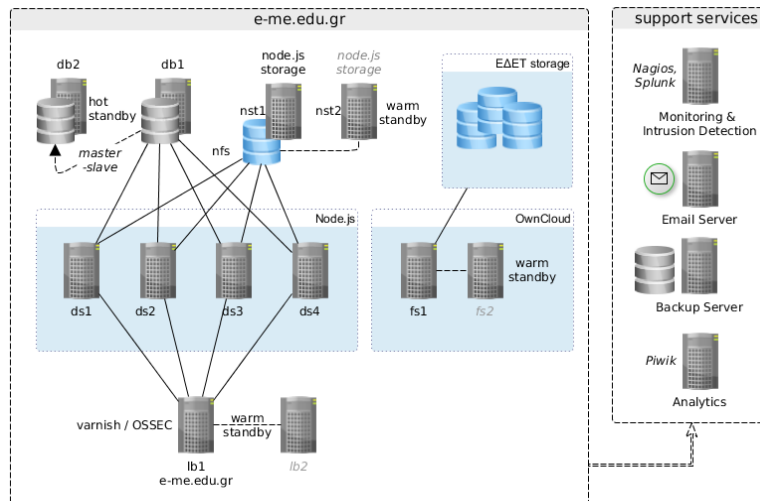 e-me.edu.gr
support services
db2
db1
node.js
storage
node.js
storage
hot
standby
nst1
nst2
warm
standby
master
-slave
nfs
ΕΔΕΤ storage
Nagios,
Splunk
Monitoring &
Intrusion Detection
Email Server
Backup Server
Piwik
Analytics
Node.js
ds1
ds2
ds3
ds4
OwnCloud
warm
standby
fs1
fs2
varnish / OSSEC
warm
standby
lb1
e-me.edu.gr
lb2